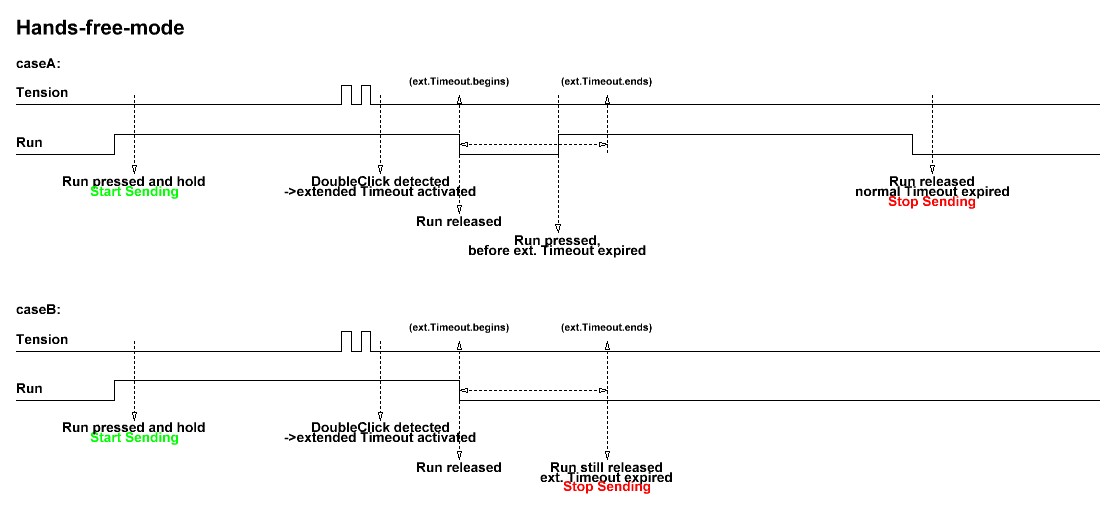 Hands-free-mode
caseA:
(ext.Timeout.begins) (ext.Timeout.ends)
Tension
Run
Run pressed and hold
Start Sending
DoubleClick detected
->extended Timeout activated
Run released
normal Timeout expired
Stop Sending
Run released
Run pressed,
before ext. Timeout expired
caseB:
(ext.Timeout.begins) (ext.Timeout.ends)
Tension
Run
Run pressed and hold
Start Sending
DoubleClick detected
->extended Timeout activated
Run released
Run still released
ext. Timeout expired
Stop Sending